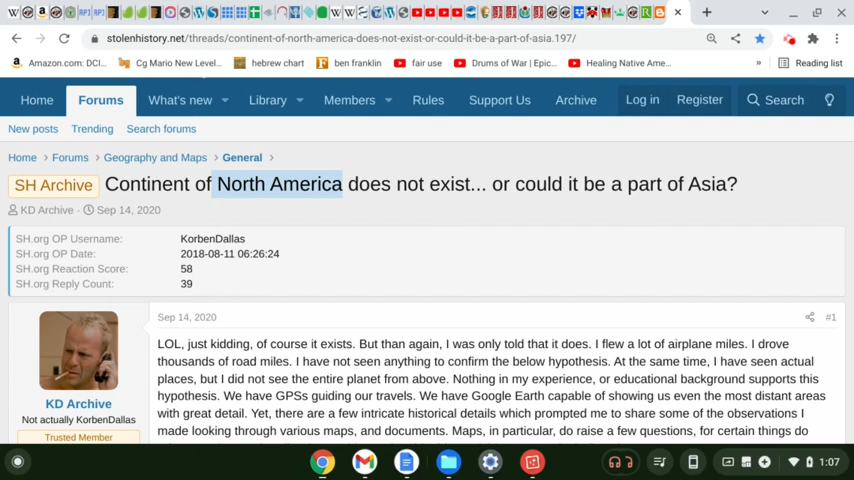 stolenhistory.net/threads/continent-of-north-america-does-not-exist-or-could-it-be-a-part-of-asia.197/
Amazon.com: DCI... Cg Mario New Level... hebrew chart ben franklin fair use Drums of War | Epic... Healing Native Ame... » Reading list
Home Forums What's new Library Members Rules Support Us Archive Log in Register Search
New posts Trending Search forums
Home Forums Geography and Maps General
SH Archive Continent of North America does not exist... or could it be a part of Asia?
KD Archive · Sep 14, 2020
SH.org OP Username: KorbenDallas
SH.org OP Date: 2018-08-11 06:26:24
SH.org Reaction Score: 58
SH.org Reply Count: 39
Sep 14, 2020 #1
KD Archive
Not actually KorbenDallas
Trusted Member
LOL, just kidding, of course it exists. But than again, I was only told that it does. I flew a lot of airplane miles. I drove
thousands of road miles. I have not seen anything to confirm the below hypothesis. At the same time, I have seen actual
places, but I did not see the entire planet from above. Nothing in my experience, or educational background supports this
hypothesis. We have GPSs guiding our travels. We have Google Earth capable of showing us even the most distant areas
with great detail. Yet, there are a few intricate historical details which prompted me to share some of the observations I
made looking through various maps, and documents. Maps, in particular, do raise a few questions, for certain things do
1:07